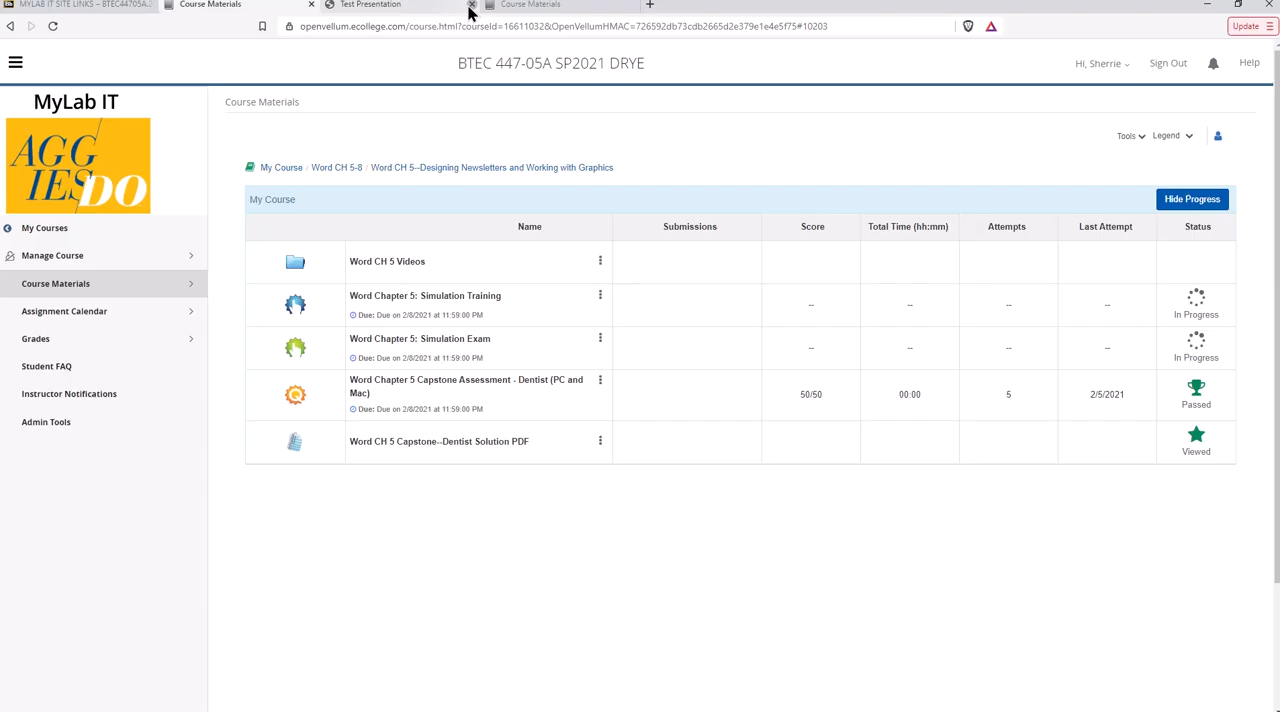 MYLAB IT SITE LINKS – BTEC44705A.2
Course Materials
Test Presentation
Course Materials
openvellum.ecollege.com/course.html?courseId=16611032&OpenVellumHMAC=726592db73cdb2665d2e379e1e4e5f75#10203
Update
BTEC 447-05A SP2021 DRYE
Hi, Sherrie
Sign Out
Help
MyLab IT
AGG
IES DO
My Courses
Manage Course
Course Materials
Assignment Calendar
Grades
Student FAQ
Instructor Notifications
Admin Tools
Course Materials
Tools
Legend
My Course / Word CH 5-8 / Word CH 5--Designing Newsletters and Working with Graphics
My Course
Hide Progress
Name Submissions Score Total Time (hh:mm) Attempts Last Attempt Status
Word CH 5 Videos
Word Chapter 5: Simulation Training
Due: Due on 2/8/2021 at 11:59:00 PM
-- -- -- --
In Progress
Word Chapter 5: Simulation Exam
Due: Due on 2/8/2021 at 11:59:00 PM
-- -- -- --
In Progress
Word Chapter 5 Capstone Assessment - Dentist (PC and
Mac)
Due: Due on 2/8/2021 at 11:59:00 PM
50/50 00:00 5 2/5/2021
Passed
Word CH 5 Capstone--Dentist Solution PDF
Viewed